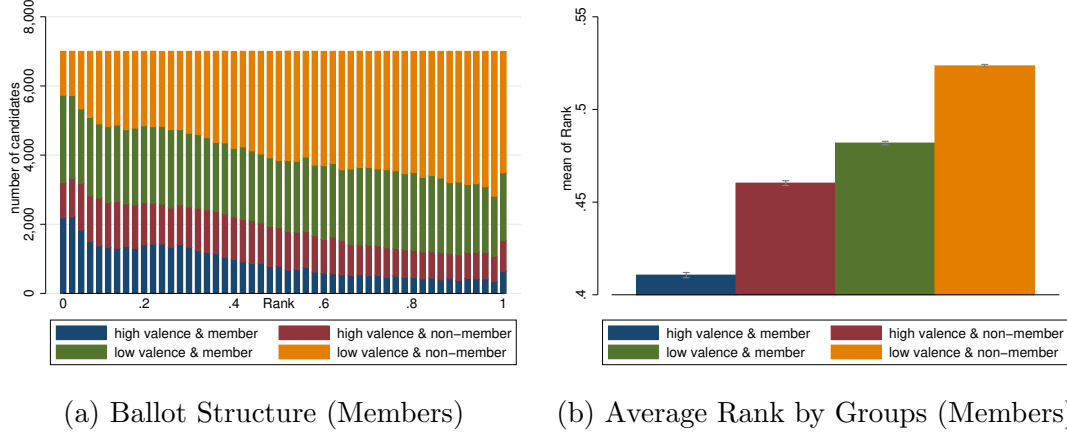 8,000
6,000
4,000
2,000
0
number of candidates
0 .2 .4 Rank .6 .8 1
high valence & member high valence & non−member
low valence & member low valence & non−member
(a) Ballot Structure (Members)
.55
.5
.45
.4
mean of Rank
high valence & member high valence & non−member
low valence & member low valence & non−member
(b) Average Rank by Groups (Members)